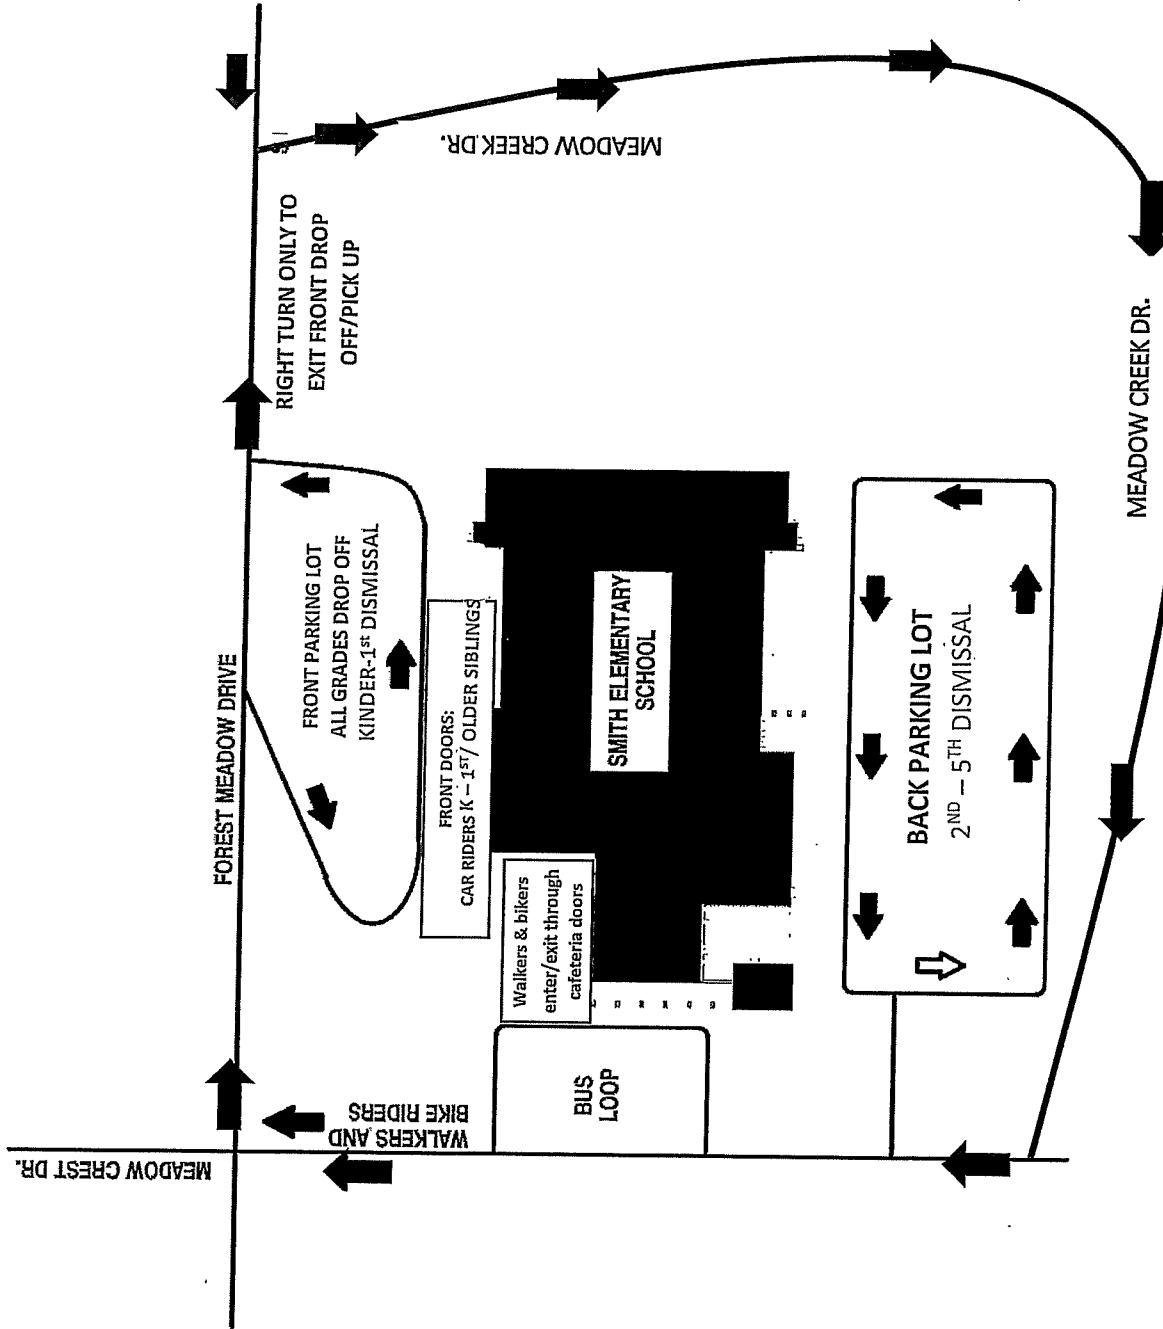 FOREST MEADOW DRIVE
RIGHT TURN ONLY TO
EXIT FRONT DROP
OFF/PICK UP
MEADOW CREEK DR.
FRONT PARKING LOT
ALL GRADES DROP OFF
KINDER-1st DISMISSAL
FRONT DOORS:
CAR RIDERS K – 1ST/ OLDER SIBLINGS
SMITH ELEMENTARY
SCHOOL
Walkers & bikers
enter/exit through
cafeteria doors
BUS
LOOP
WALKERS AND
BIKE RIDERS
MEADOW CREST DR.
BACK PARKING LOT
2ND – 5TH DISMISSAL
MEADOW CREEK DR.